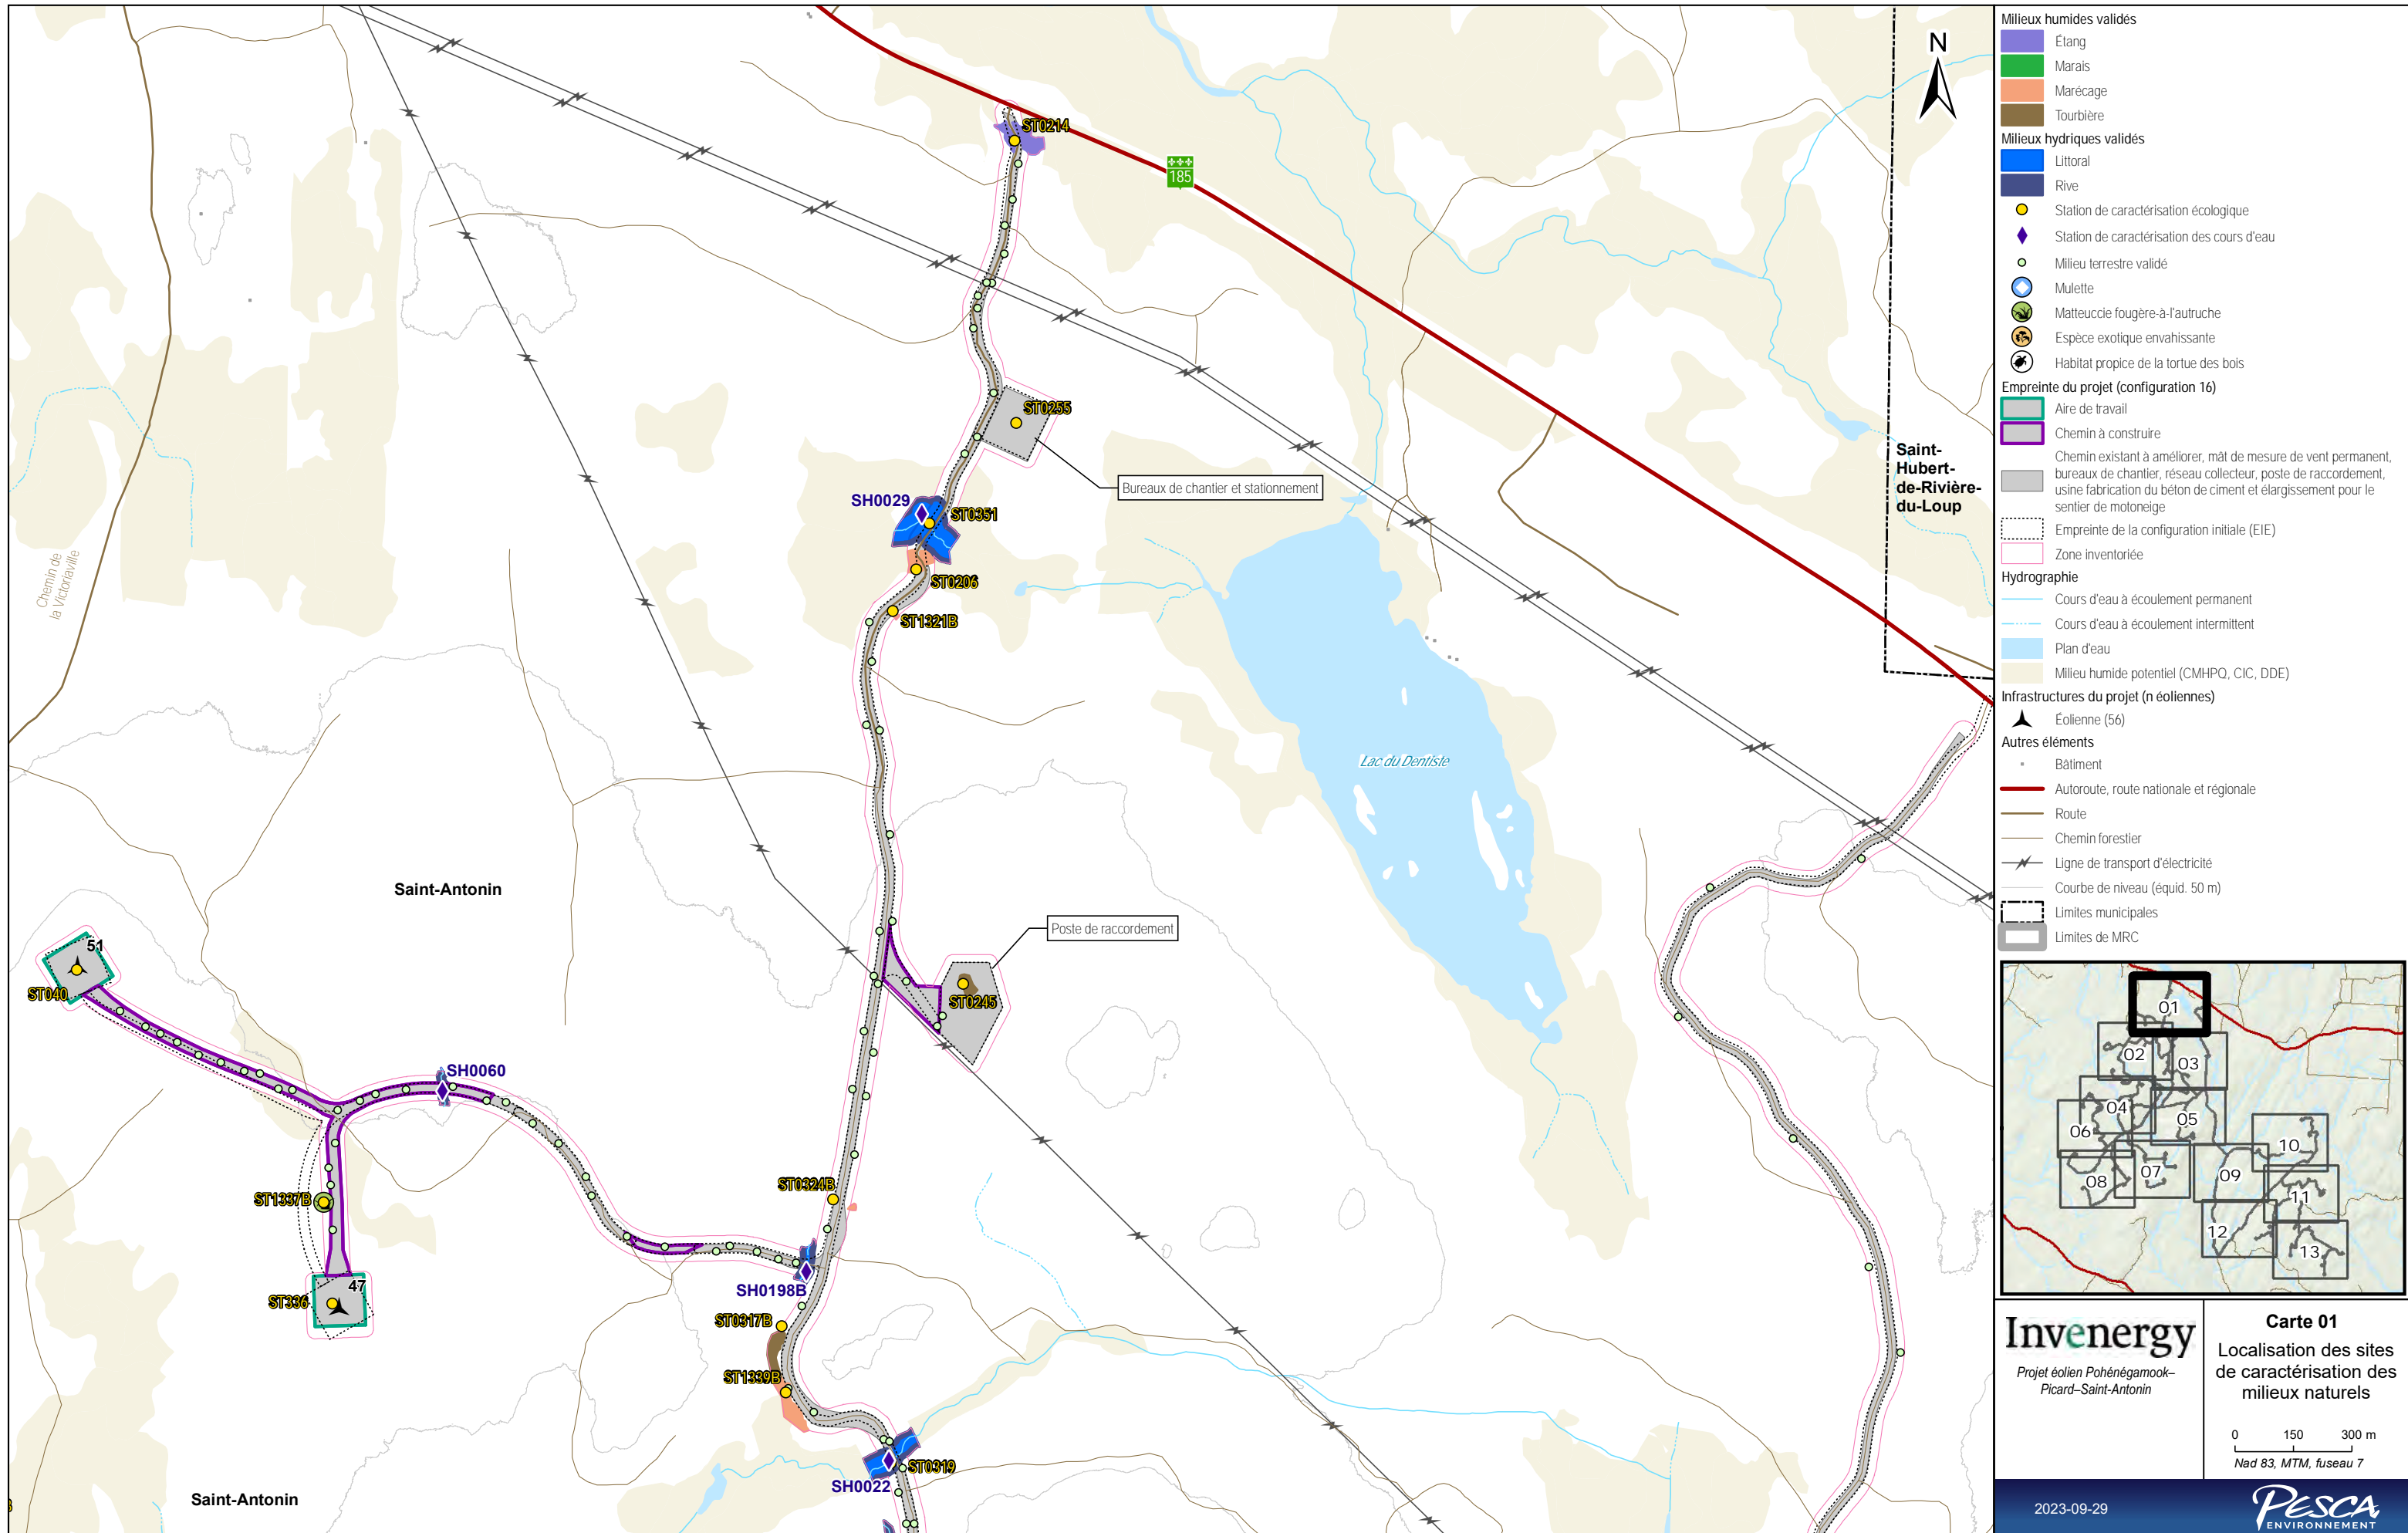 ST0214
185
ST0255
Bureaux de chantier et stationnement
SH0029
ST0351
ST0206
ST1321B
Chemin de
la Victoriaville
Saint-
Hubert-
de-Rivière-
du-Loup
Lac du Dentiste
Saint-Antonin
Poste de raccordement
51
ST040
ST0245
SH0060
ST1337B
ST0324B
47
ST336
SH0198B
ST0317B
ST1339B
ST0319
SH0022
Saint-Antonin
N
Milieux humides validés
Étang
Marais
Marécage
Tourbière
Milieux hydriques validés
Littoral
Rive
Station de caractérisation écologique
Station de caractérisation des cours d'eau
Milieu terrestre validé
Mulette
Matteuccie fougère-à-l'autruche
Espèce exotique envahissante
Habitat propice de la tortue des bois
Empreinte du projet (configuration 16)
Aire de travail
Chemin à construire
Chemin existant à améliorer, mât de mesure de vent permanent,
bureaux de chantier, réseau collecteur, poste de raccordement,
usine fabrication du béton de ciment et élargissement pour le
sentier de motoneige
Empreinte de la configuration initiale (EIE)
Zone inventoriée
Hydrographie
Cours d'eau à écoulement permanent
Cours d'eau à écoulement intermittent
Plan d'eau
Milieu humide potentiel (CMHPQ, CIC, DDE)
Infrastructures du projet (n éoliennes)
Éolienne (56)
Autres éléments
Bâtiment
Autoroute, route nationale et régionale
Route
Chemin forestier
Ligne de transport d'électricité
Courbe de niveau (équid. 50 m)
Limites municipales
Limites de MRC
01
02
03
04
05
06
10
07
09
08
11
12
13
Invenergy
Projet éolien Pohénégamook–
Picard–Saint-Antonin
Carte 01
Localisation des sites
de caractérisation des
milieux naturels
0 150 300 m
Nad 83, MTM, fuseau 7
2023-09-29
PESCA
ENVIRONNEMENT